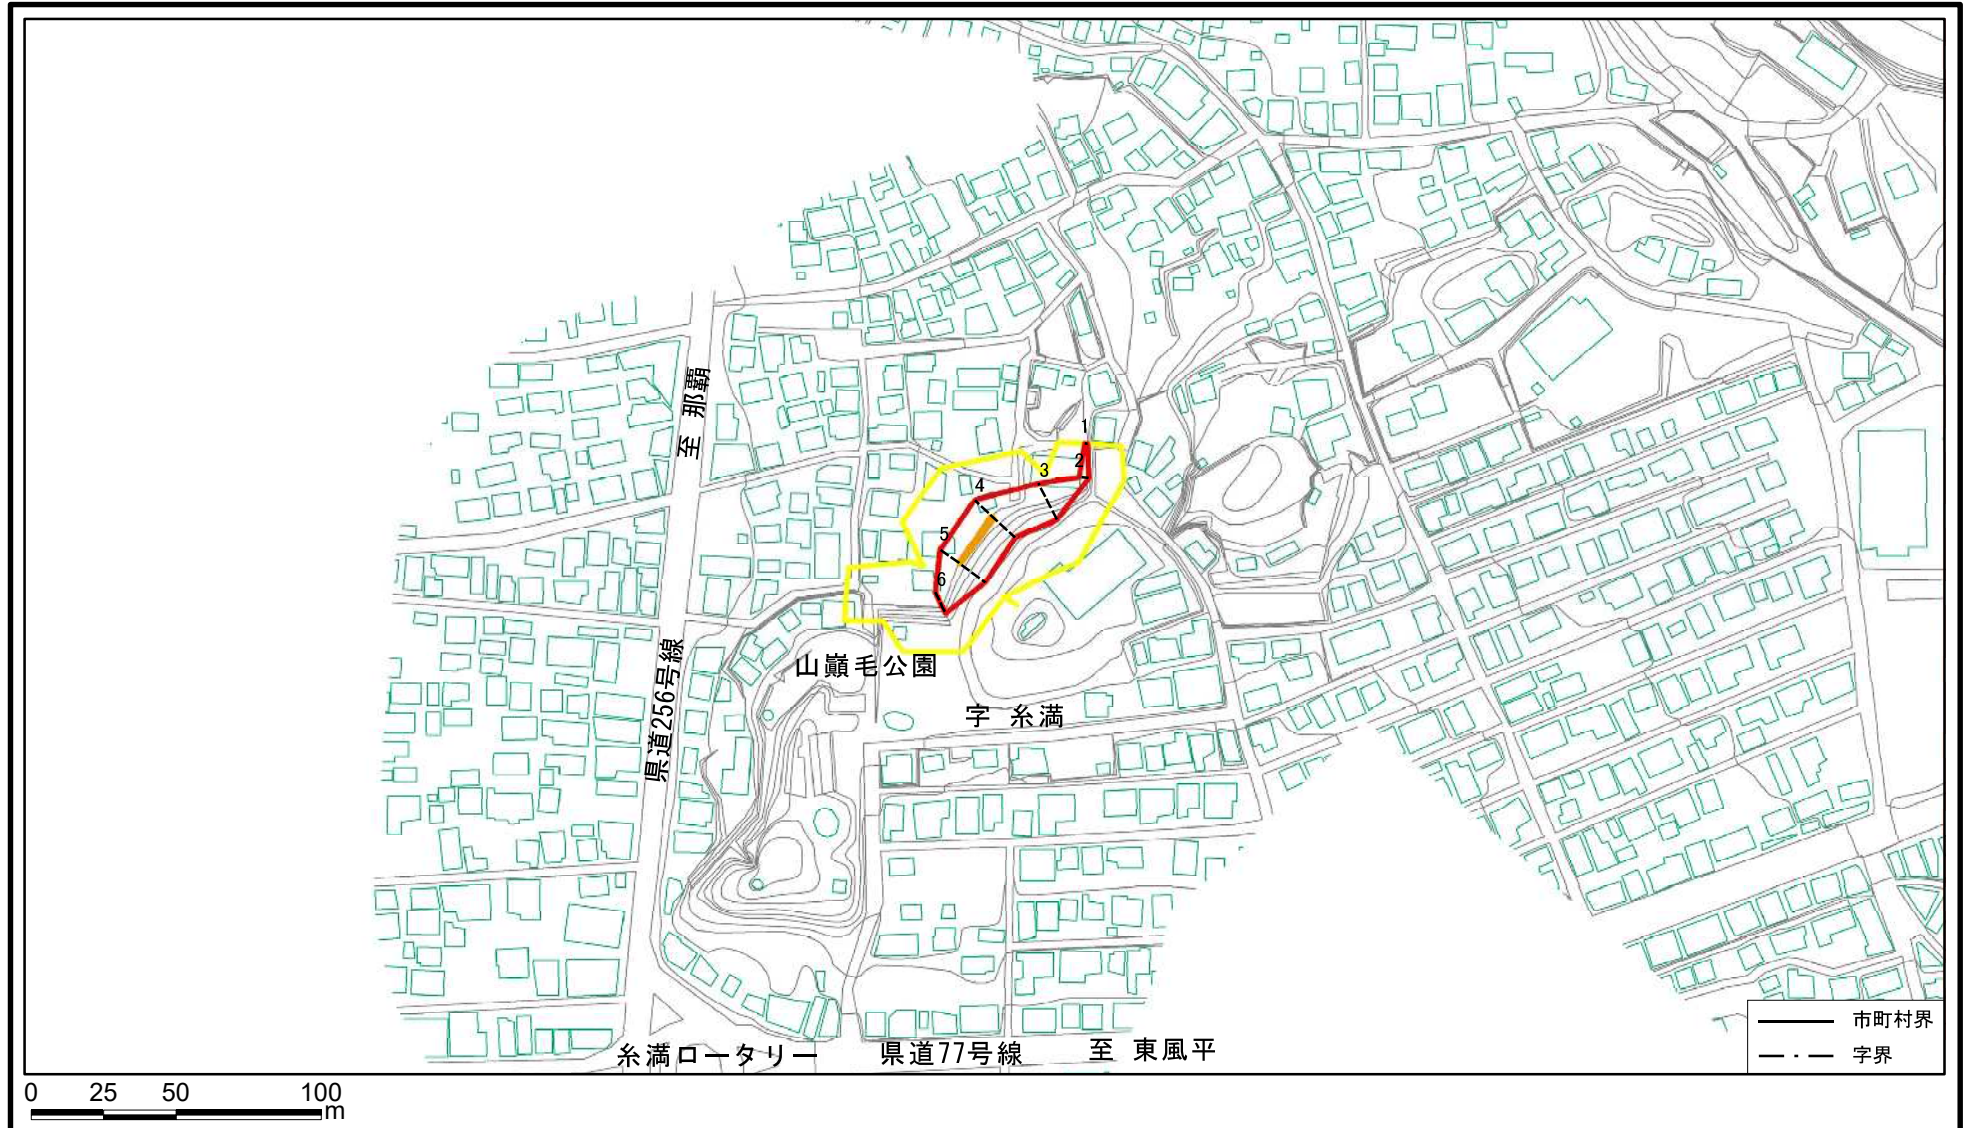 至 那覇
1
2
3
4
5
6
県道256号線
山巓毛公園
字 糸満
糸満ロータリー
県道77号線
至 東風平
市町村界
字界
0 25 50 100
m